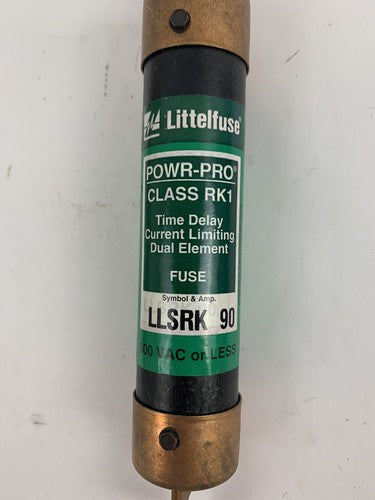 Littelfuse®
POWR-PRO®
CLASS RK1
Time Delay
Current Limiting
Dual Element
FUSE
Symbol & Amp.
LLSRK 90
00 VAC or LESS